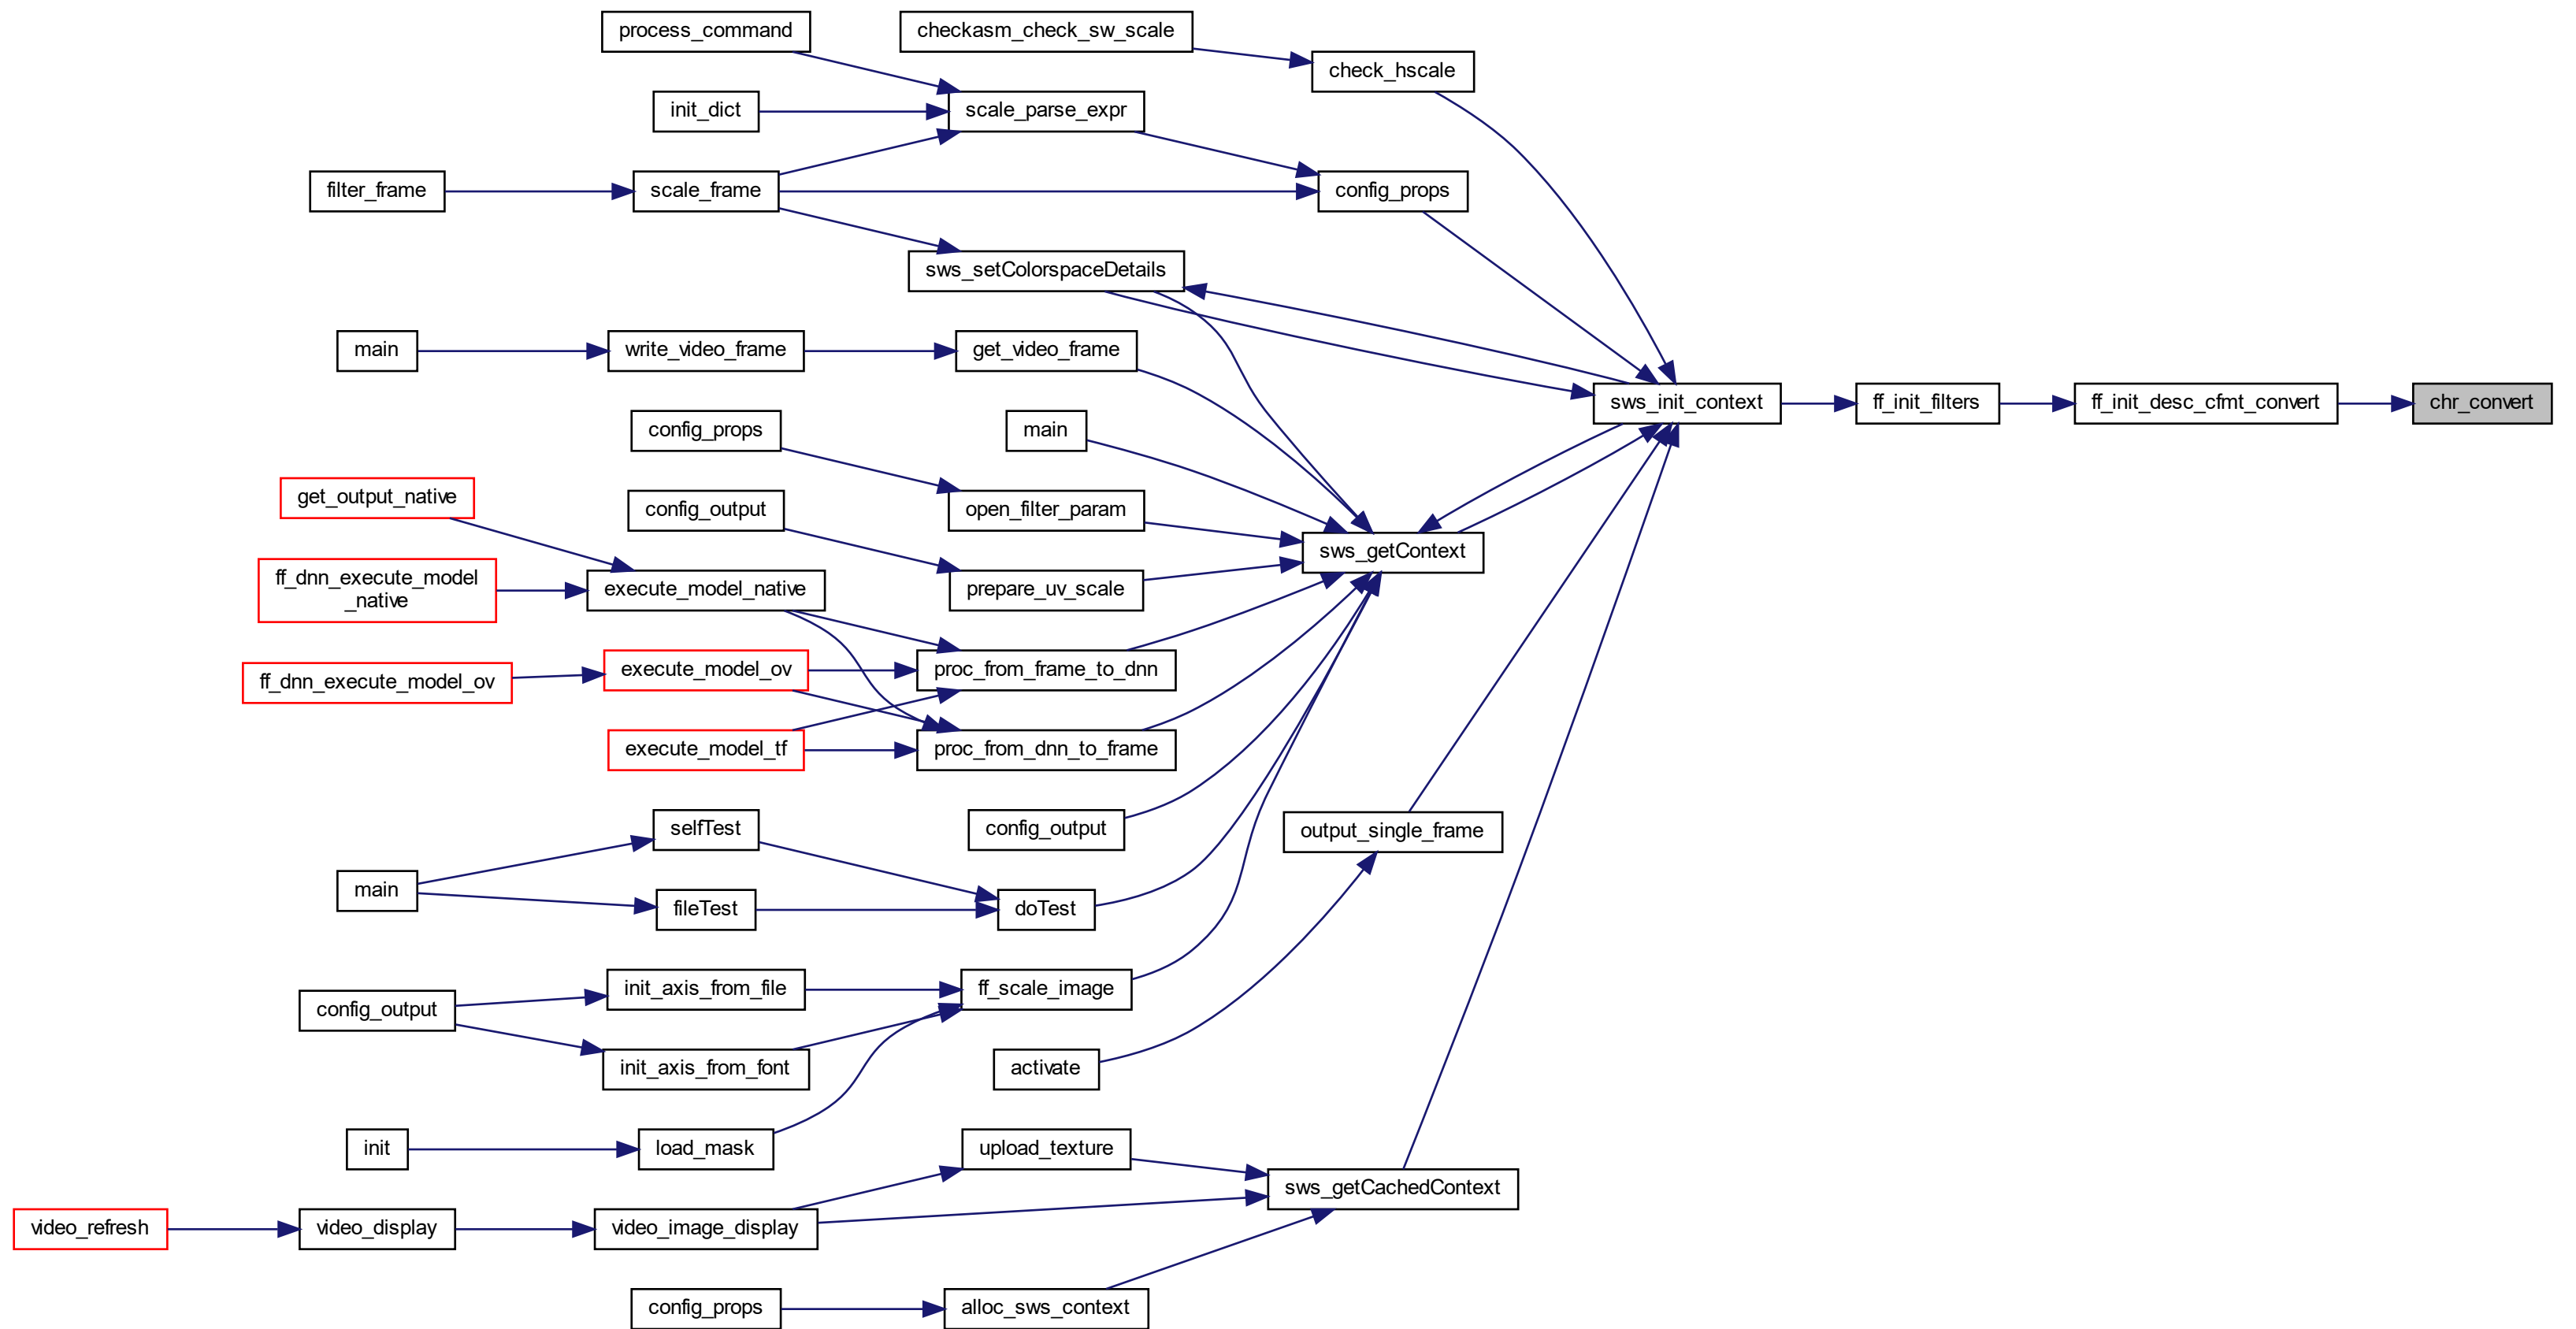 process_command
checkasm_check_sw_scale
check_hscale
init_dict
scale_parse_expr
filter_frame
scale_frame
config_props
sws_setColorspaceDetails
main
write_video_frame
get_video_frame
sws_init_context
ff_init_filters
ff_init_desc_cfmt_convert
chr_convert
config_props
main
get_output_native
config_output
open_filter_param
sws_getContext
ff_dnn_execute_model
_native
execute_model_native
prepare_uv_scale
ff_dnn_execute_model_ov
execute_model_ov
proc_from_frame_to_dnn
execute_model_tf
proc_from_dnn_to_frame
selfTest
config_output
output_single_frame
main
fileTest
doTest
config_output
init_axis_from_file
ff_scale_image
init_axis_from_font
activate
init
load_mask
upload_texture
sws_getCachedContext
video_refresh
video_display
video_image_display
config_props
alloc_sws_context